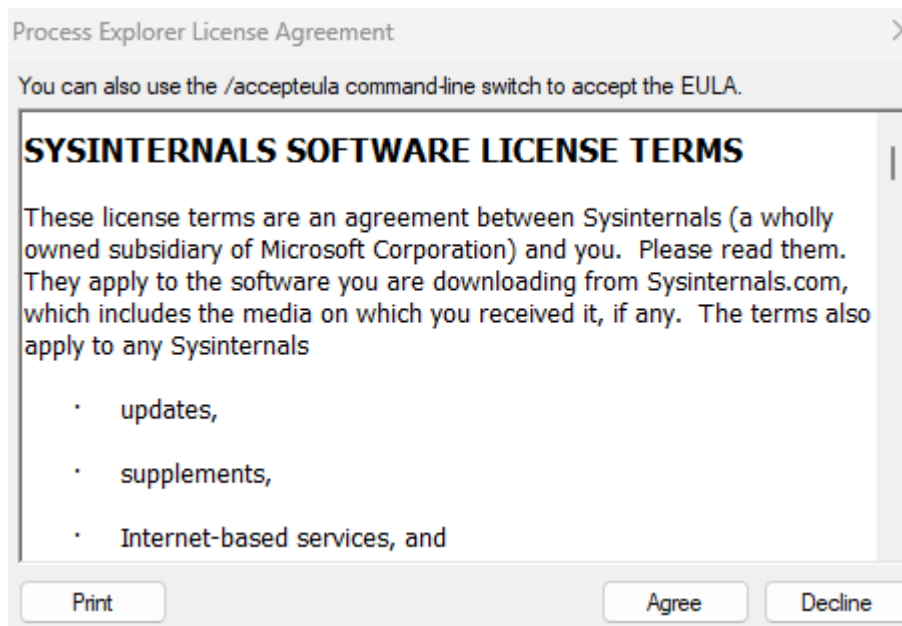 Process Explorer License Agreement
You can also use the /accepteula command-line switch to accept the EULA.
SYSINTERNALS SOFTWARE LICENSE TERMS
These license terms are an agreement between Sysinternals (a wholly
owned subsidiary of Microsoft Corporation) and you.  Please read them.
They apply to the software you are downloading from Sysinternals.com,
which includes the media on which you received it, if any.  The terms also
apply to any Sysinternals
· updates,
· supplements,
· Internet-based services, and
Print Agree Decline